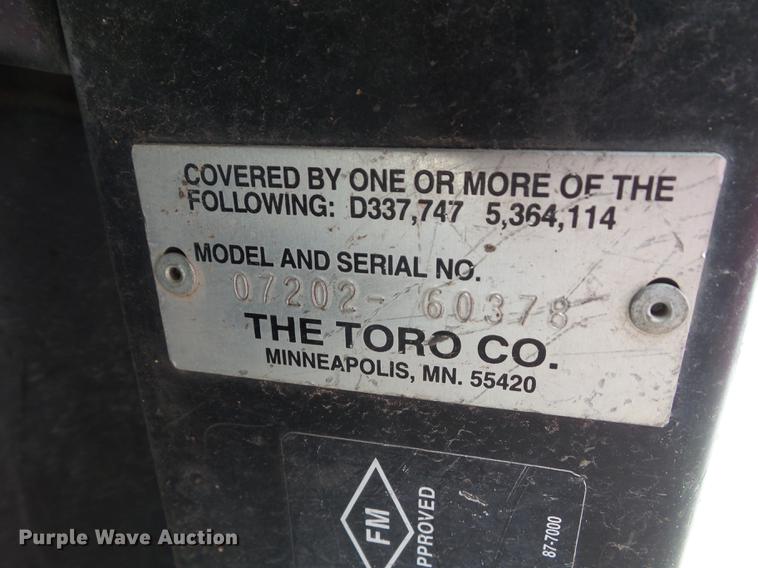 COVERED BY ONE OR MORE OF THE
FOLLOWING: D337,747 5,364,114
MODEL AND SERIAL NO.
07202- 60378
THE TORO CO.
MINNEAPOLIS, MN. 55420
FM
APPROVED
87-7000
Purple Wave Auction